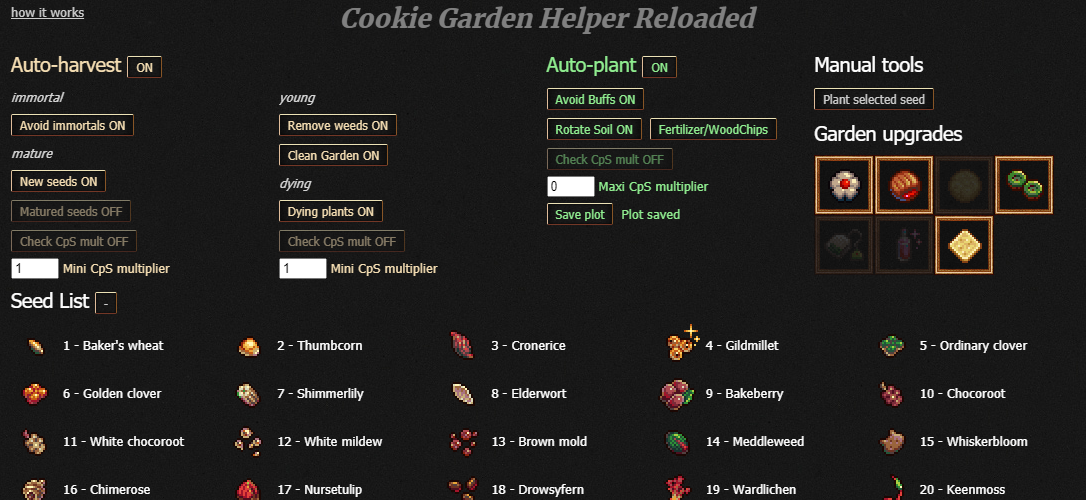 how it works
Cookie Garden Helper Reloaded
Auto-harvest ON
immortal
Avoid immortals ON
mature
New seeds ON
Matured seeds OFF
Check CpS mult OFF
1 Mini CpS multiplier
young
Remove weeds ON
Clean Garden ON
dying
Dying plants ON
Check CpS mult OFF
1 Mini CpS multiplier
Auto-plant ON
Avoid Buffs ON
Rotate Soil ON Fertilizer/WoodChips
Check CpS mult OFF
0 Maxi CpS multiplier
Save plot Plot saved
Manual tools
Plant selected seed
Garden upgrades
Seed List -
1 - Baker's wheat 2 - Thumbcorn 3 - Cronerice 4 - Gildmillet 5 - Ordinary clover
6 - Golden clover 7 - Shimmerlily 8 - Elderwort 9 - Bakeberry 10 - Chocoroot
11 - White chocoroot 12 - White mildew 13 - Brown mold 14 - Meddleweed 15 - Whiskerbloom
16 - Chimerose 17 - Nursetulip 18 - Drowsyfern 19 - Wardlichen 20 - Keenmoss